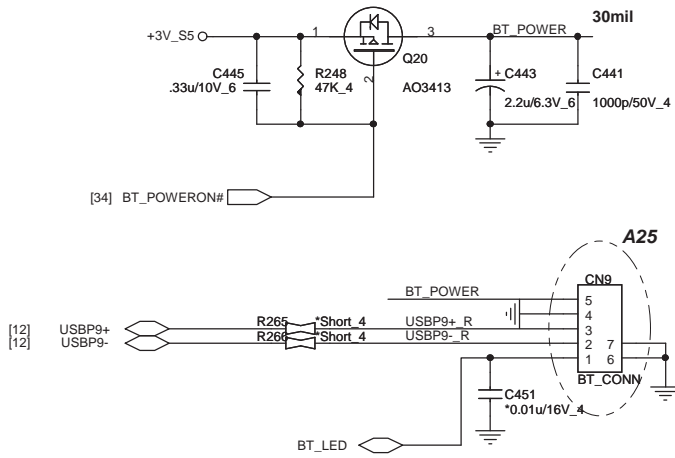 30mil
+3V_S5
1
3
BT_POWER
Q20
2
C445
.33u/10V_6
R248
47K_4
AO3413
+
C443
2.2u/6.3V_6
C441
1000p/50V_4
[34] BT_POWERON#
A25
CN9
BT_POWER
5
4
[12] USBP9+
R265
*Short_4
USBP9+_R
3
[12] USBP9-
R266
*Short_4
USBP9-_R
2
7
1
6
BT_CONN
C451
*0.01u/16V_4
BT_LED